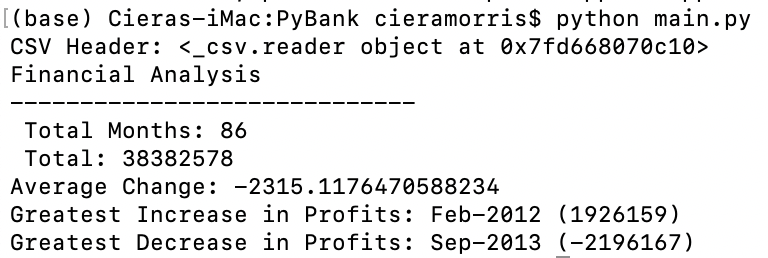 [(base) Cieras-iMac:PyBank cieramorris$ python main.py
CSV Header: <_csv.reader object at 0x7fd668070c10>
Financial Analysis
-----------------------------
 Total Months: 86
 Total: 38382578
Average Change: -2315.1176470588234
Greatest Increase in Profits: Feb-2012 (1926159)
Greatest Decrease in Profits: Sep-2013 (-2196167)